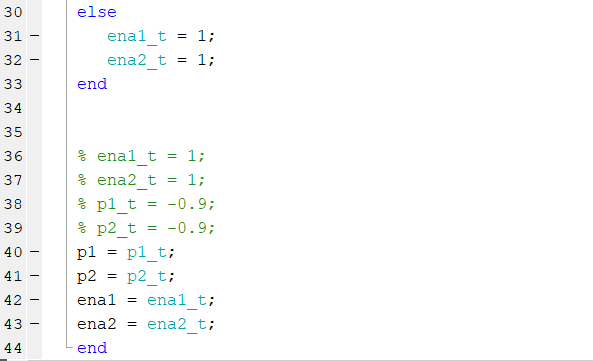 30 else
31 – ena1_t = 1;
32 – ena2_t = 1;
33 end
34
35
36 % ena1_t = 1;
37 % ena2_t = 1;
38 % p1_t = -0.9;
39 % p2_t = -0.9;
40 – p1 = p1_t;
41 – p2 = p2_t;
42 – ena1 = ena1_t;
43 – ena2 = ena2_t;
44 end